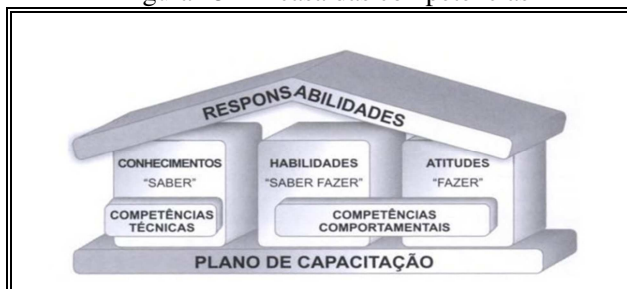 RESPONSABILIDADES
CONHECIMENTOS
"SABER"
COMPETÊNCIAS
TÉCNICAS
HABILIDADES
"SABER FAZER"
ATITUDES
"FAZER"
COMPETÊNCIAS
COMPORTAMENTAIS
PLANO DE CAPACITAÇÃO